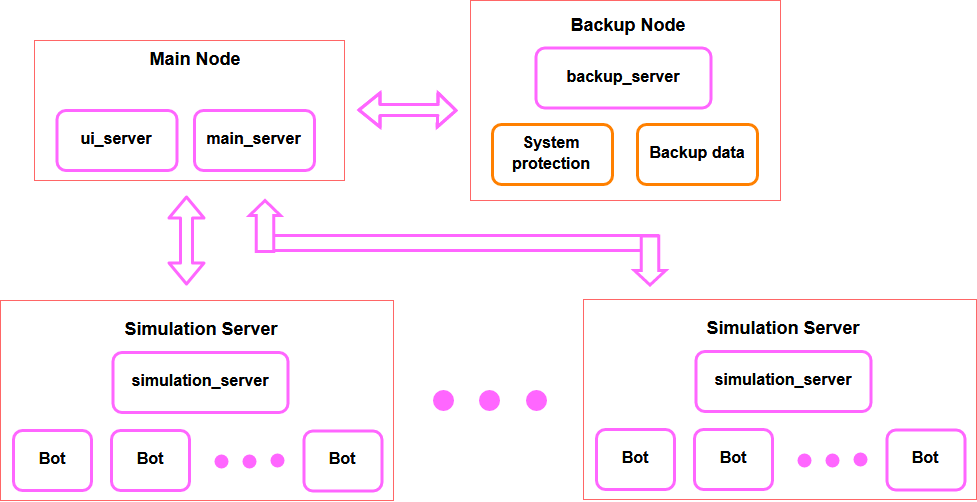 Backup Node
Main Node
backup_server
ui_server
main_server
System
protection
Backup data
Simulation Server
simulation_server
Bot
Bot
Bot
Simulation Server
simulation_server
Bot
Bot
Bot